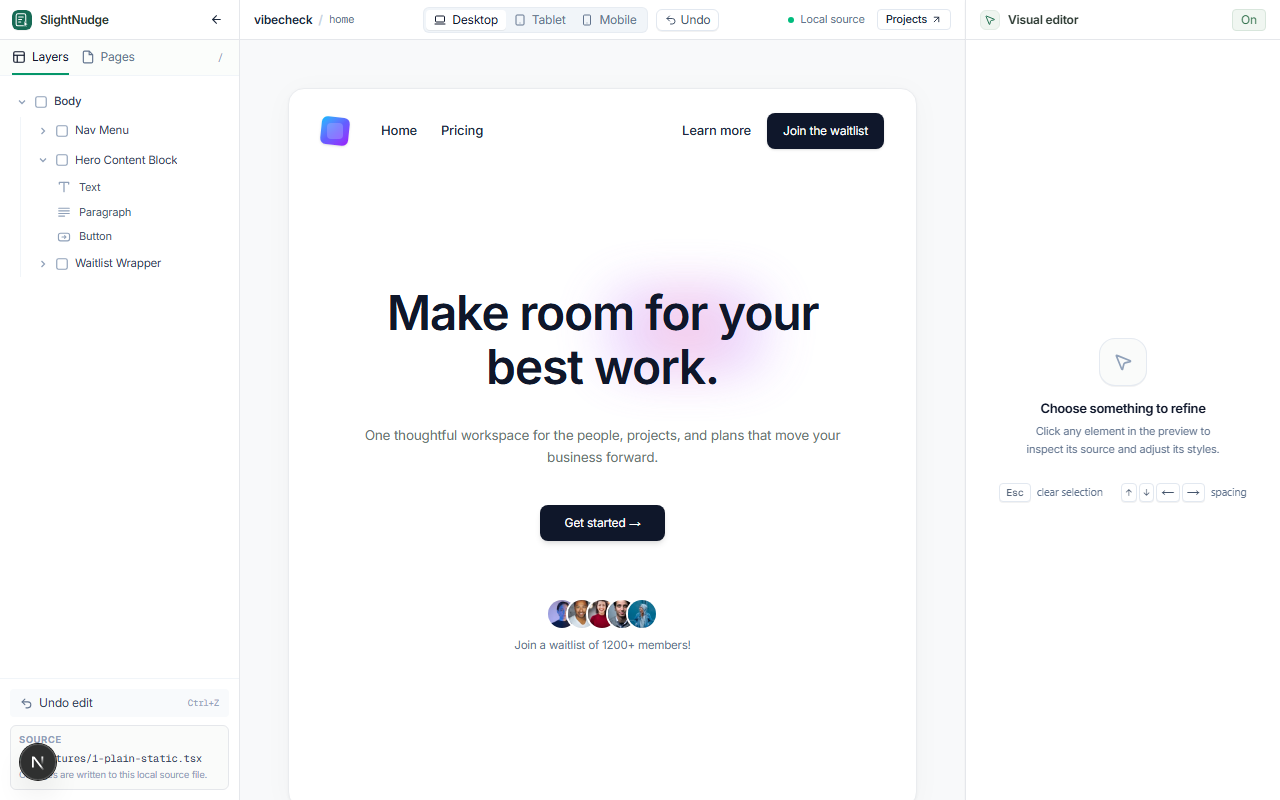 SlightNudge
vibecheck / home
Desktop
Tablet
Mobile
Undo
Local source
Projects ↗
Visual editor
On
Layers
Pages
/
Body
Nav Menu
Hero Content Block
Text
Paragraph
Button
Waitlist Wrapper
Home
Pricing
Learn more
Join the waitlist
Make room for your
best work.
One thoughtful workspace for the people, projects, and plans that move your
business forward.
Get started →
Join a waitlist of 1200+ members!
Choose something to refine
Click any element in the preview to
inspect its source and adjust its styles.
Esc clear selection ↑ ↓ ← → spacing
Undo edit Ctrl+Z
SOURCE
tures/1-plain-static.tsx
N
are written to this local source file.